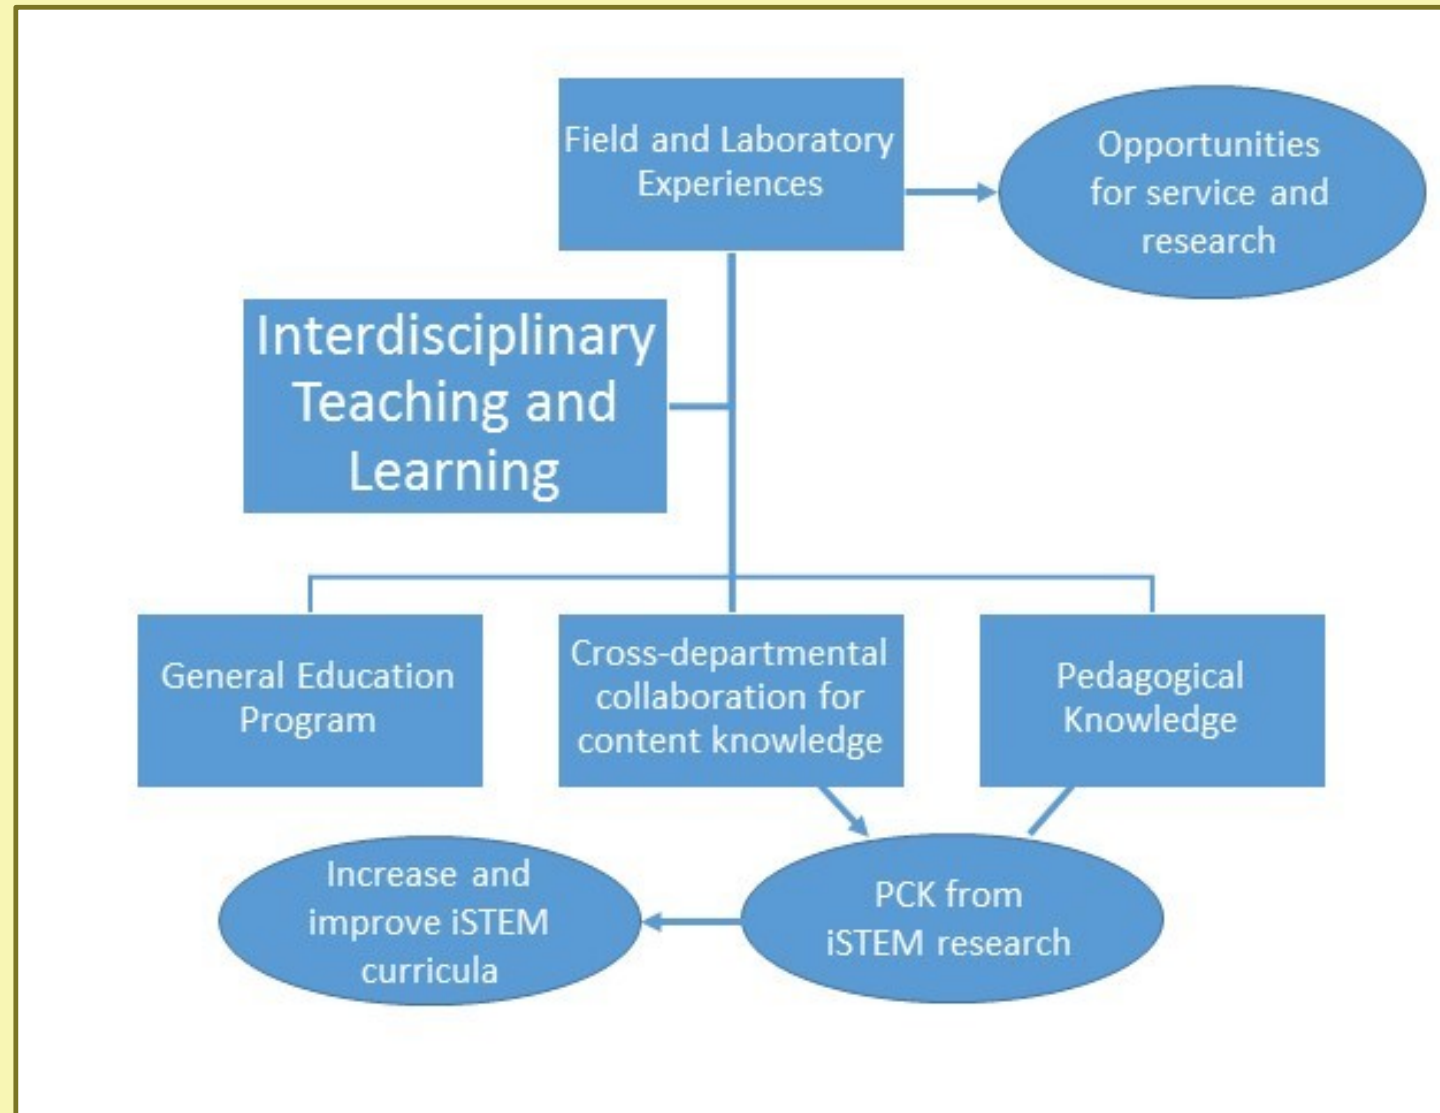 Field and Laboratory
Experiences
Opportunities
for service and
research
Interdisciplinary
Teaching and
Learning
General Education
Program
Cross-departmental
collaboration for
content knowledge
Pedagogical
Knowledge
Increase and
improve iSTEM
curricula
PCK from
iSTEM research